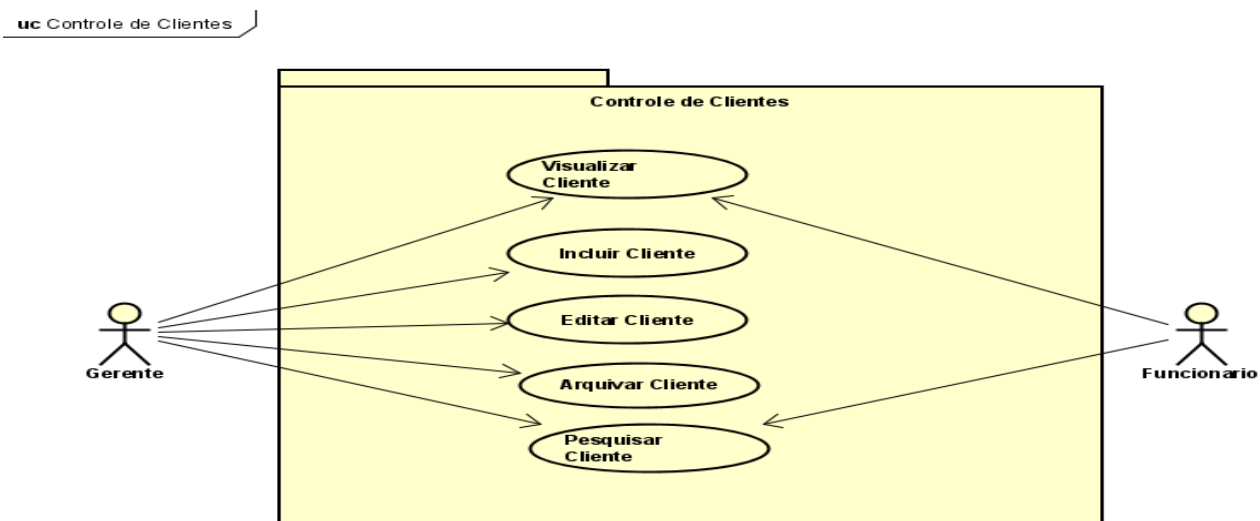 uc Controle de Clientes
Controle de Clientes
Visualizar
Cliente
Incluir Cliente
Editar Cliente
Arquivar Cliente
Pesquisar
Cliente
Gerente
Funcionario